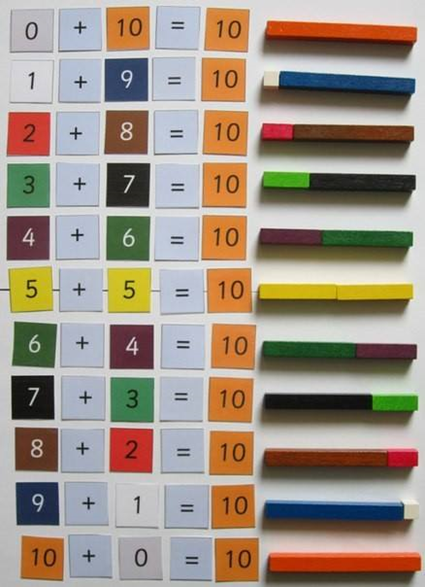 0 + 10 = 10
1 + 9 = 10
2 + 8 = 10
3 + 7 = 10
4 + 6 = 10
5 + 5 = 10
6 + 4 = 10
7 + 3 = 10
8 + 2 = 10
9 + 1 = 10
10 + 0 = 10